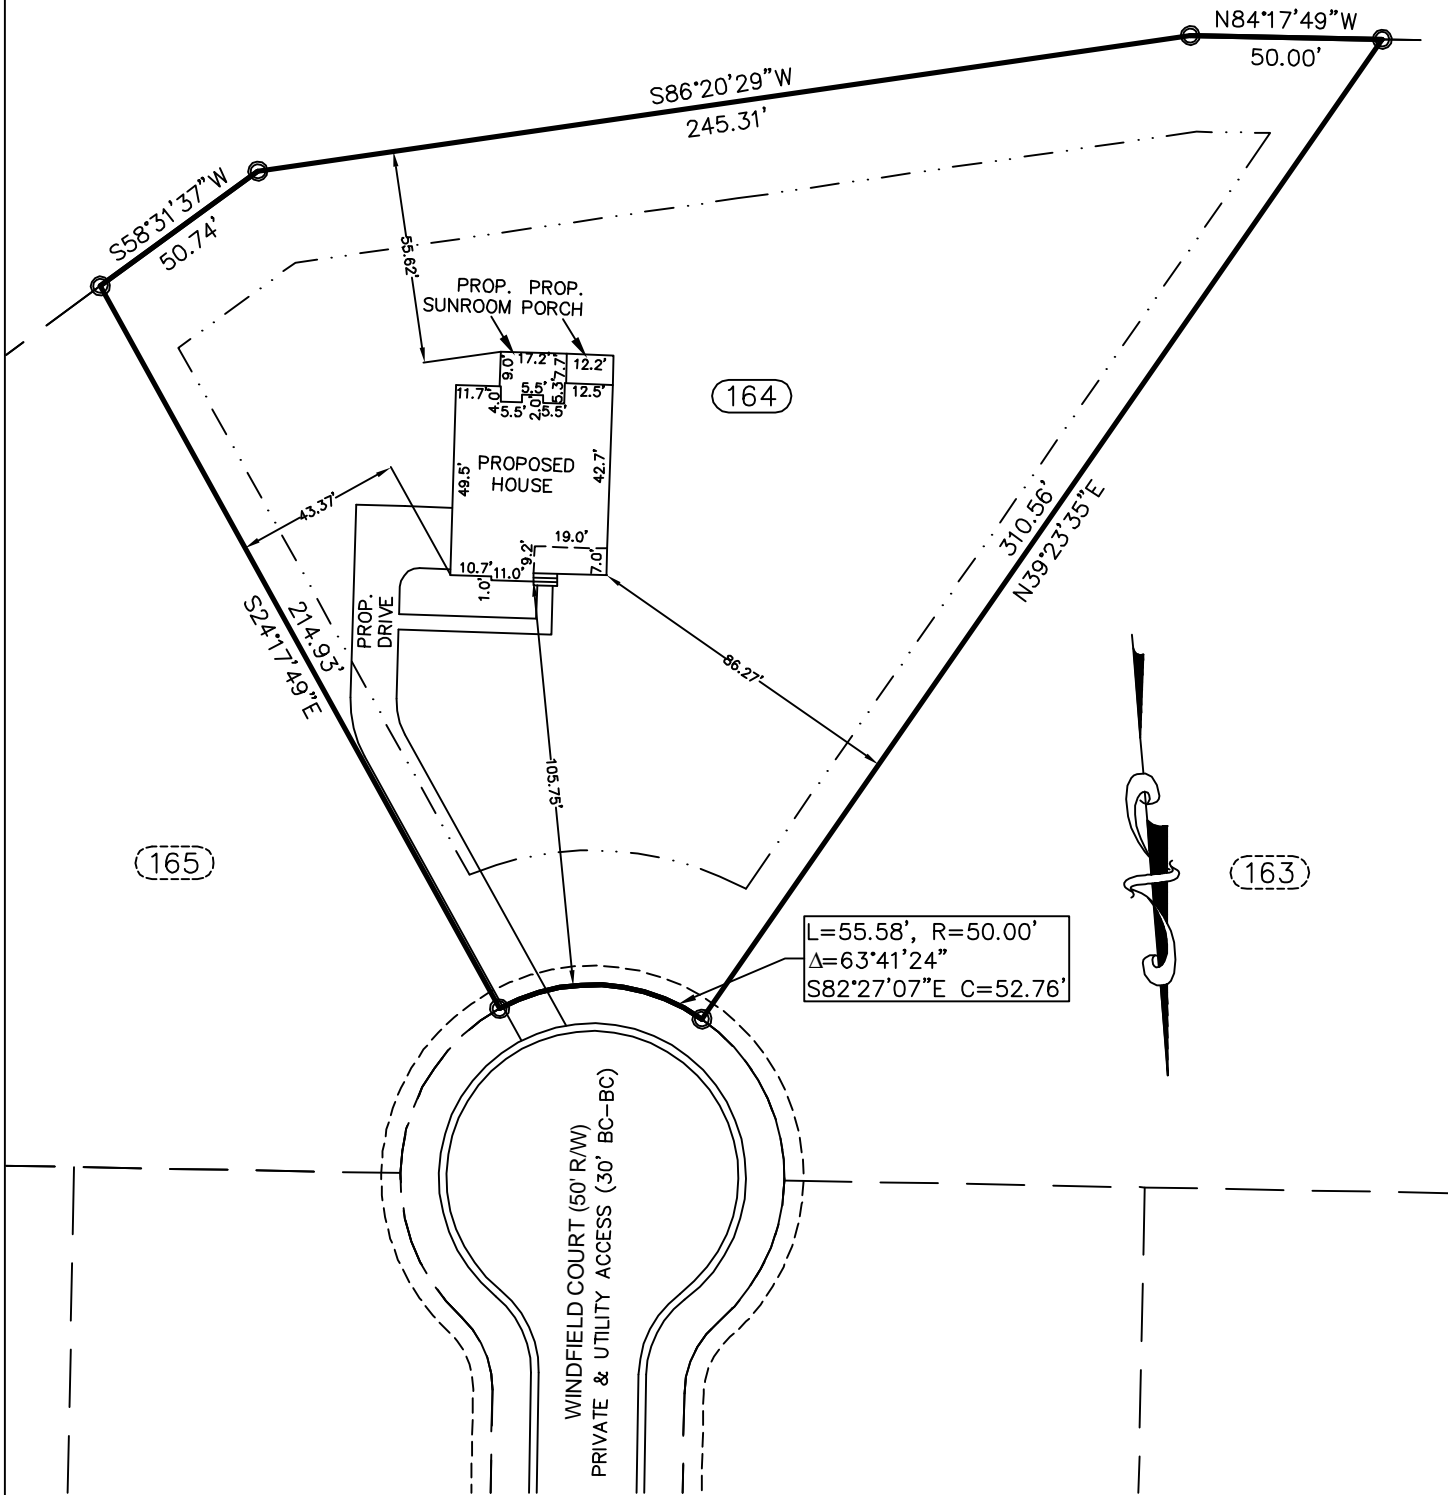 N84°17'49"W
50.00'
S86°20'29"W
245.31'
S58°31'37"W
50.74'
55.62'
PROP. PROP.
SUNROOM PORCH
9.0'
17.2'
7.7'
12.2'
11.7'
4.0'
5.5'
5.5'
2.0'
5.5'
5.3'
12.5'
164
49.5'
PROPOSED
HOUSE
42.7'
43.37'
310.56'
N39°23'35"E
19.0'
9.2'
7.0'
10.7'
11.0'
1.0'
PROP.
DRIVE
214.93'
S24°17'49"E
86.27'
105.75'
165
163
L=55.58', R=50.00'
Δ=63°41'24"
S82°27'07"E C=52.76'
WINDFIELD COURT (50' R/W)
PRIVATE & UTILITY ACCESS (30' BC-BC)